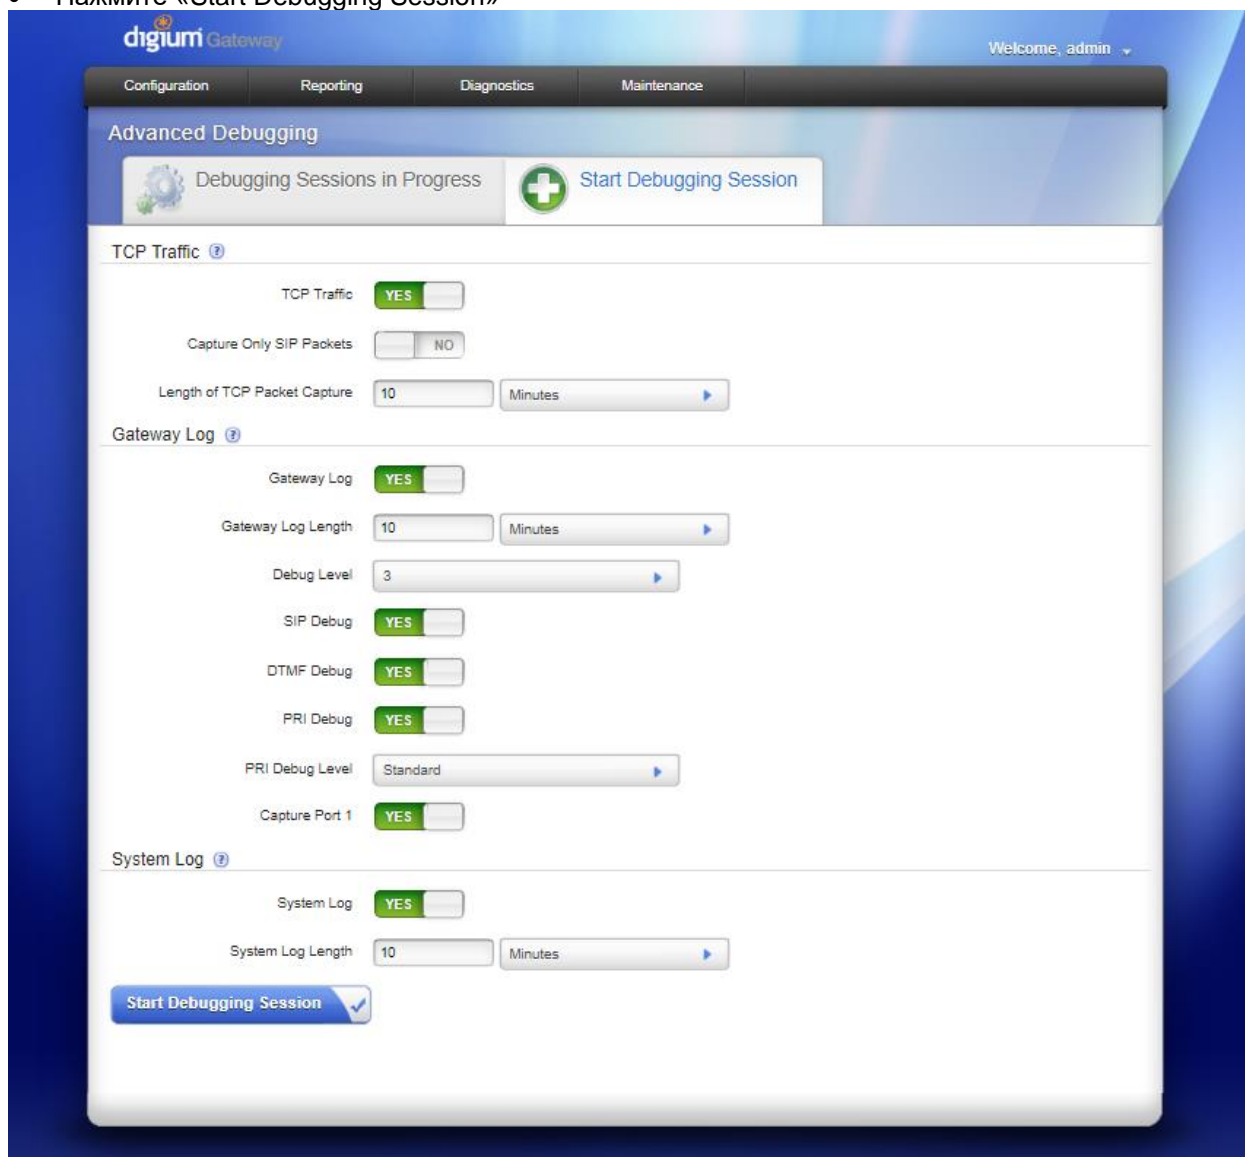 • Нажмите «Start Debugging Session»
digium Gateway
Welcome, admin
Configuration Reporting Diagnostics Maintenance
Advanced Debugging
Debugging Sessions in Progress Start Debugging Session
TCP Traffic ?
TCP Traffic YES
Capture Only SIP Packets NO
Length of TCP Packet Capture 10 Minutes
Gateway Log ?
Gateway Log YES
Gateway Log Length 10 Minutes
Debug Level 3
SIP Debug YES
DTMF Debug YES
PRI Debug YES
PRI Debug Level Standard
Capture Port 1 YES
System Log ?
System Log YES
System Log Length 10 Minutes
Start Debugging Session